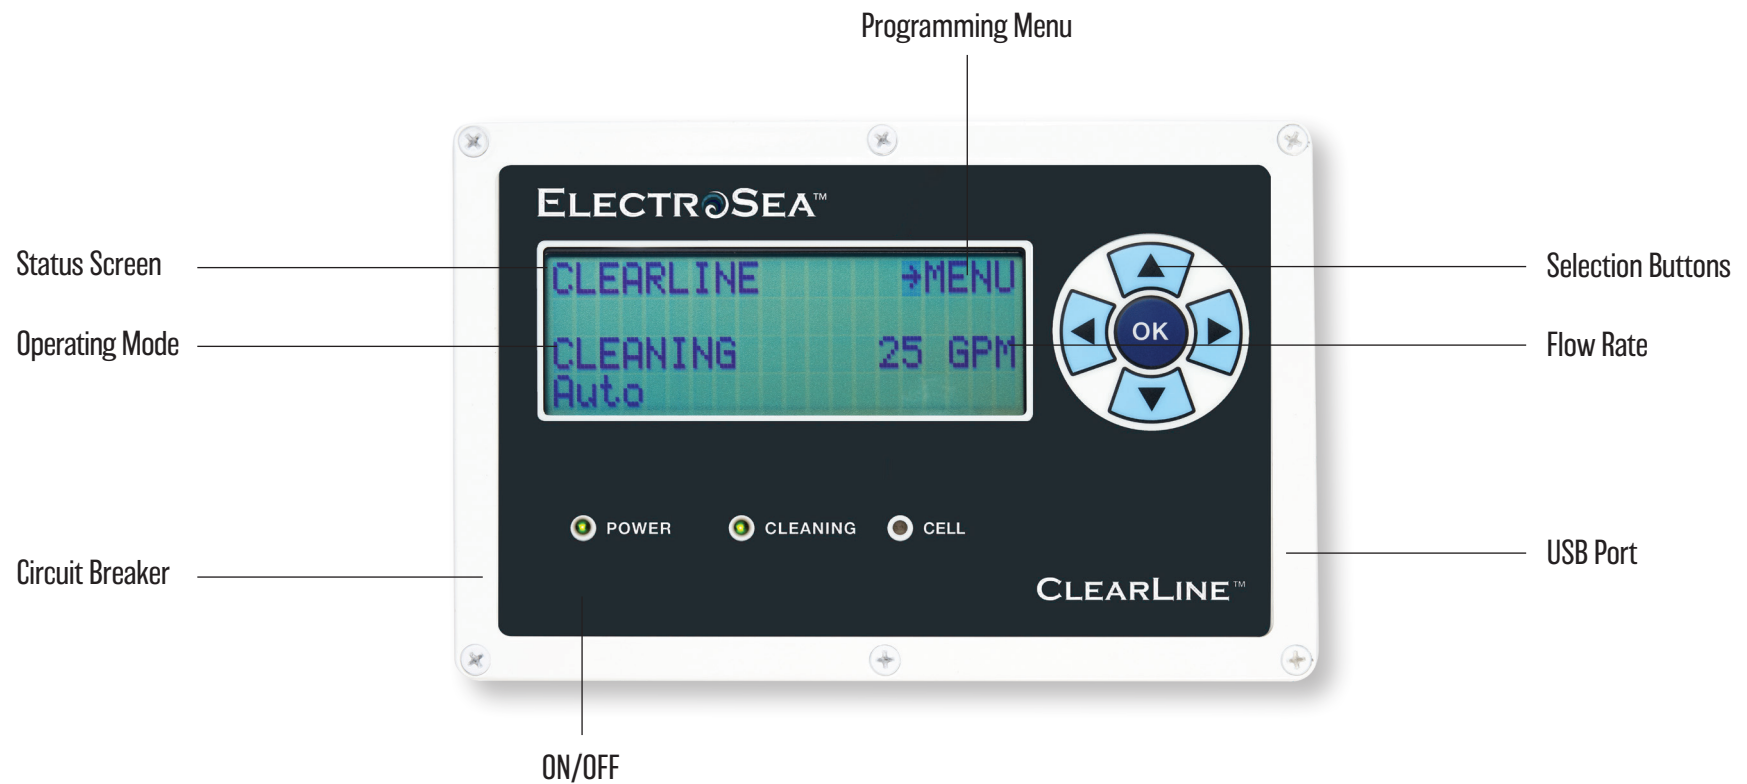 Programming Menu
ELECTROSEA™
Status Screen
CLEARLINE →MENU
Selection Buttons
Operating Mode
CLEANING 25 GPM
OK
Flow Rate
Auto
POWER CLEANING CELL
USB Port
Circuit Breaker
CLEARLINE™
ON/OFF